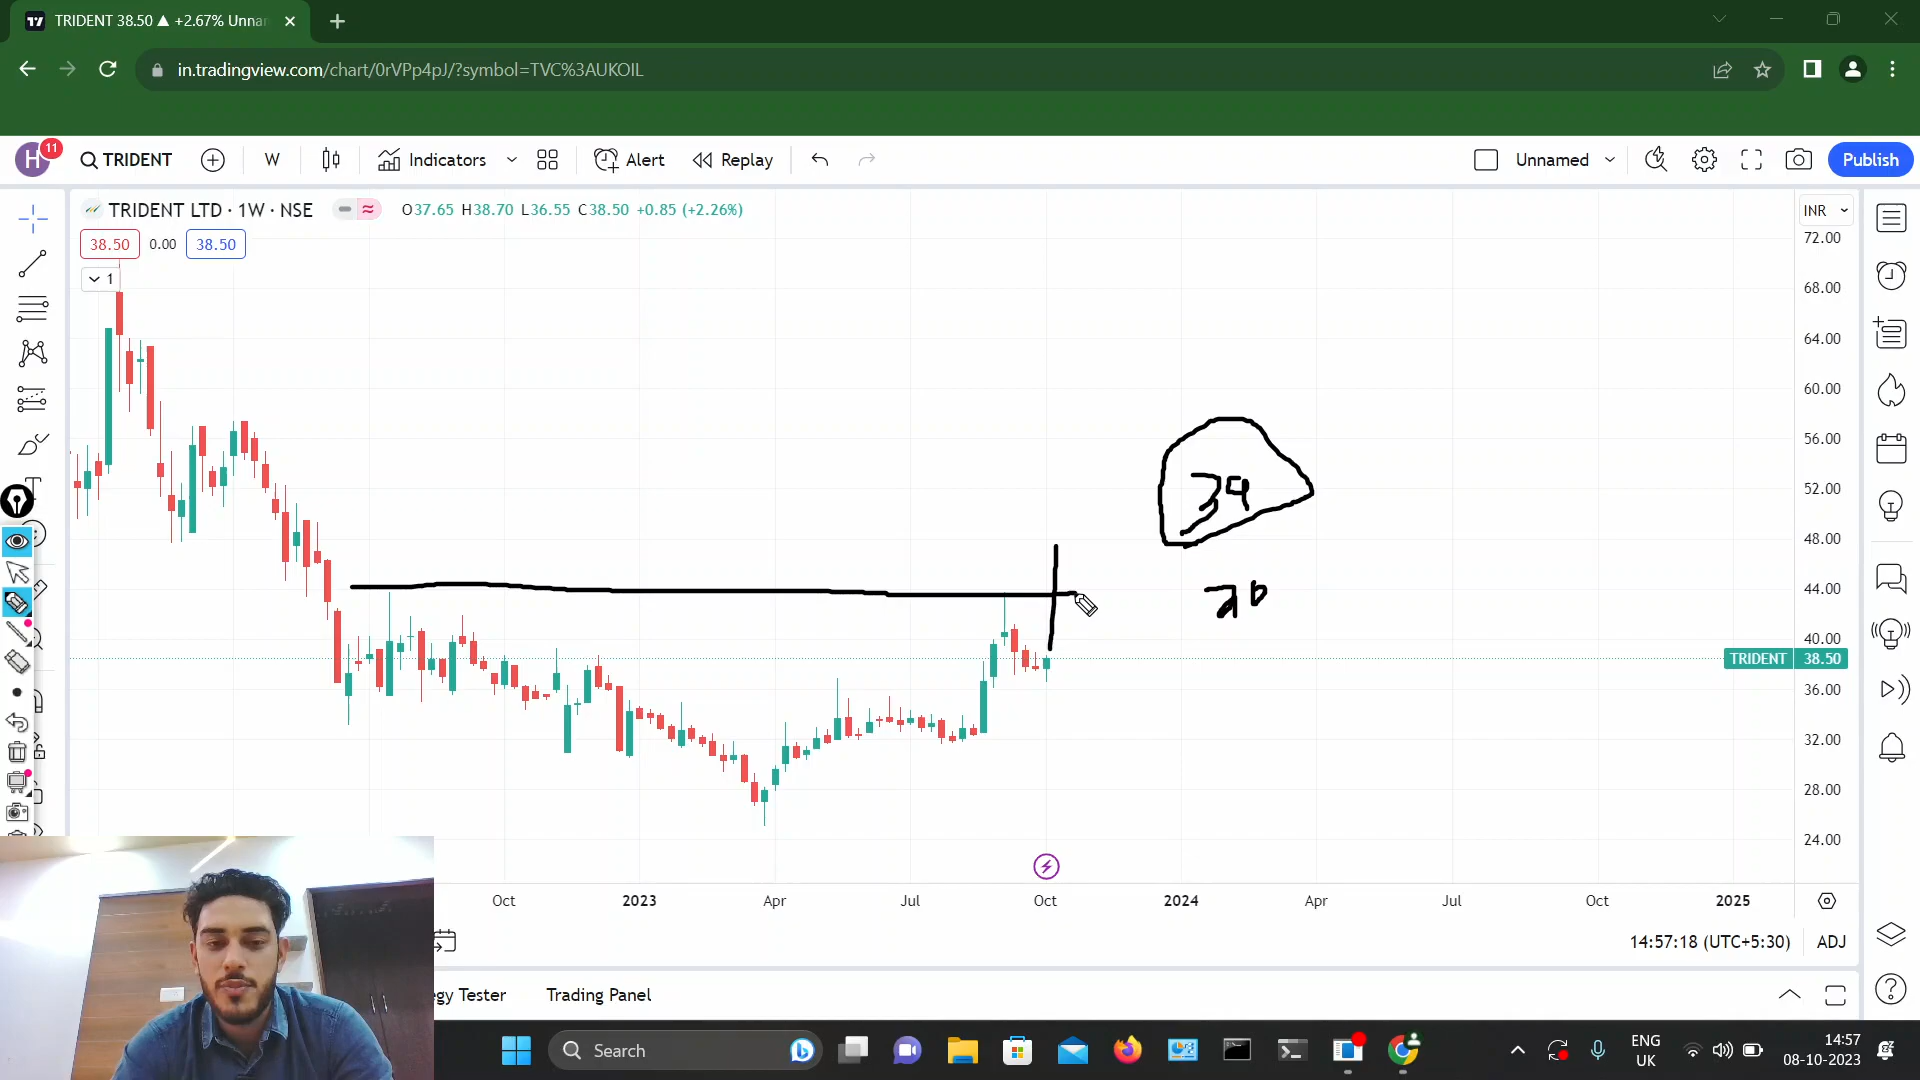 TRIDENT 38.50 ▲ +2.67% Unna
in.tradingview.com/chart/0rVPp4pJ/?symbol=TVC%3AUKOIL
H 11 TRIDENT W Indicators Alert Replay Unnamed Publish
TRIDENT LTD · 1W · NSE O37.65 H38.70 L36.55 C38.50 +0.85 (+2.26%) INR
38.50 0.00 38.50
1
72.00
68.00
64.00
60.00
56.00
52.00
48.00
44.00
40.00
TRIDENT 38.50
36.00
32.00
28.00
24.00
39
Oct 2023 Apr Jul Oct 2024 Apr Jul Oct 2025
14:57:18 (UTC+5:30) ADJ
gy Tester Trading Panel
Search ENG 14:57
UK 08-10-2023